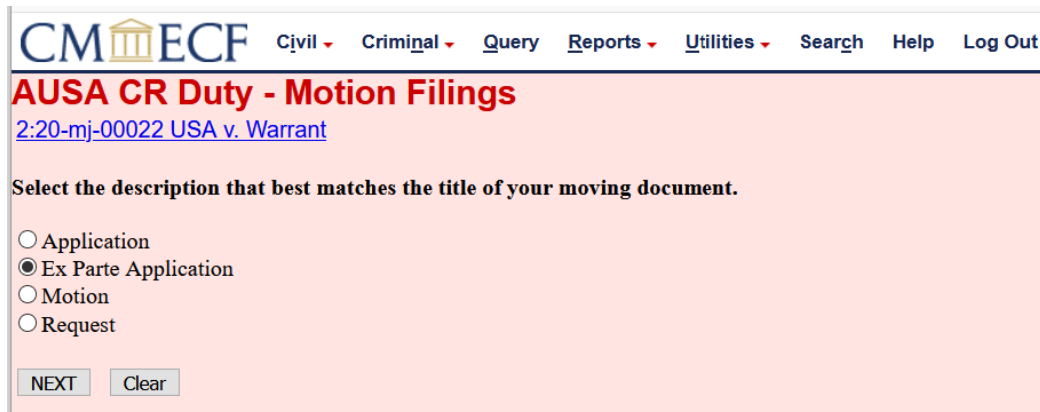 CM ECF Civil Criminal Query Reports Utilities Search Help Log Out
AUSA CR Duty - Motion Filings
2:20-mj-00022 USA v. Warrant
Select the description that best matches the title of your moving document.
Application
Ex Parte Application
Motion
Request
NEXT Clear